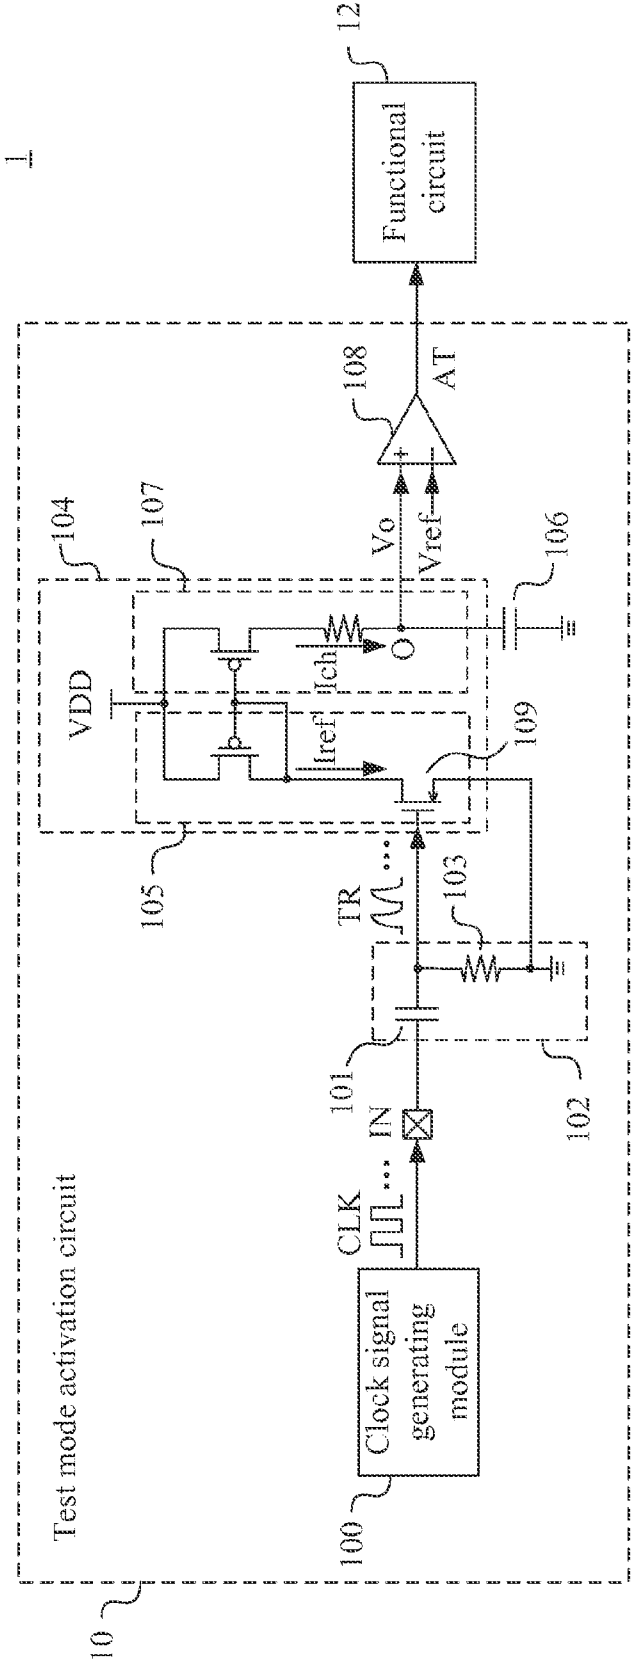 1
10
Test mode activation circuit
100
Clock signal
generating
module
CLK
...
IN
101
102
103
TR
...
104
105
VDD
107
Iref
Ich
109
O
106
Vo
Vref
+
−
108
AT
12
Functional
circuit